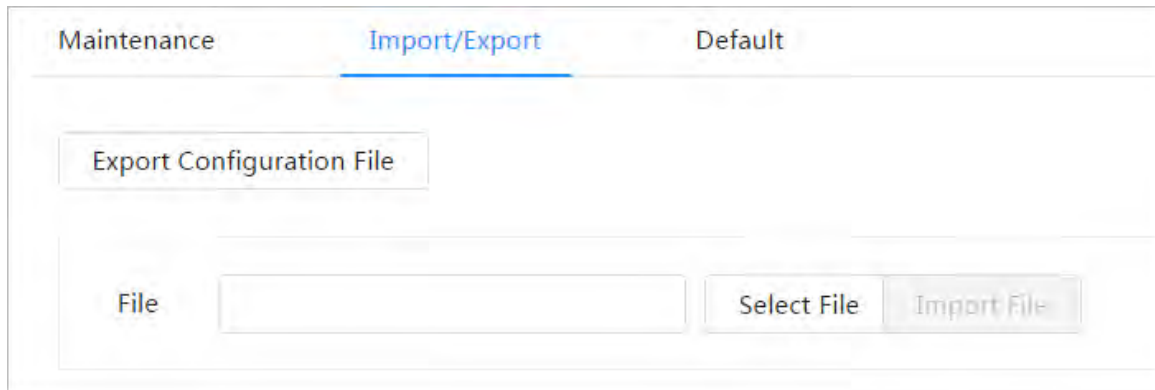 Maintenance Import/Export Default
Export Configuration File
File Select File Import File